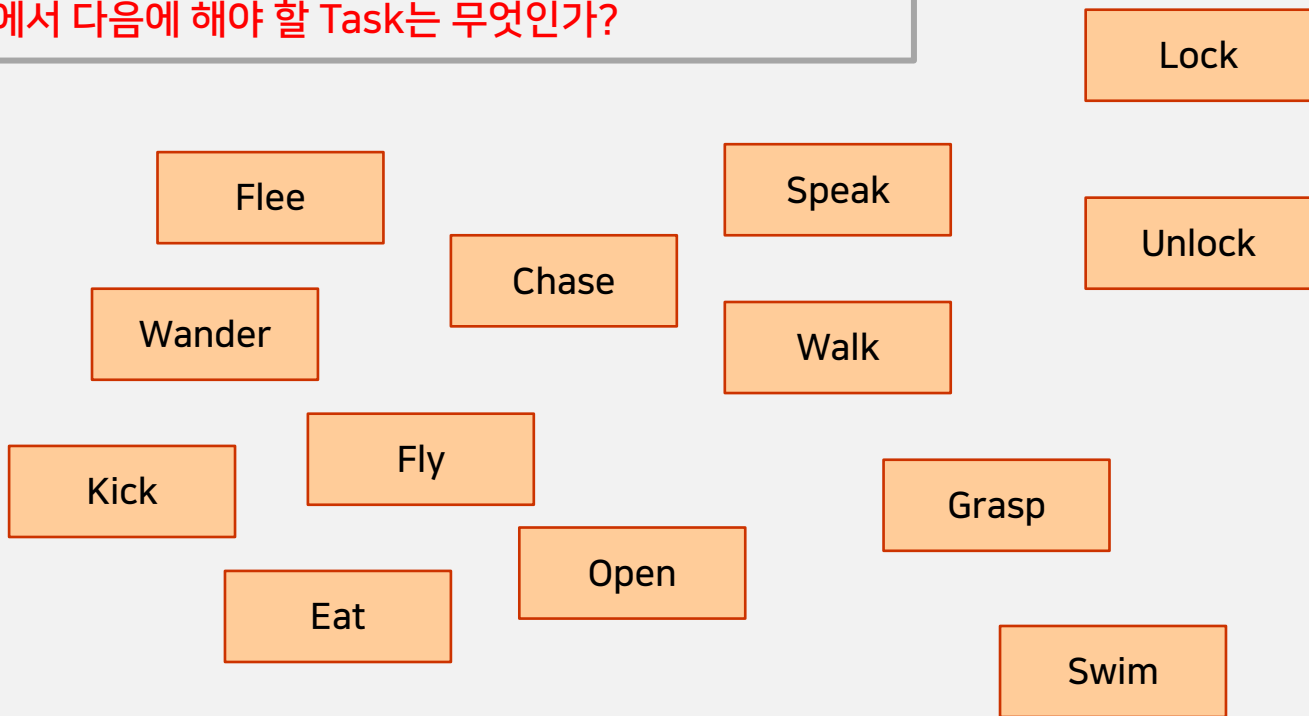 에서 다음에 해야 할 Task는 무엇인가?
Lock
Flee
Speak
Unlock
Chase
Wander
Walk
Fly
Kick
Grasp
Open
Eat
Swim